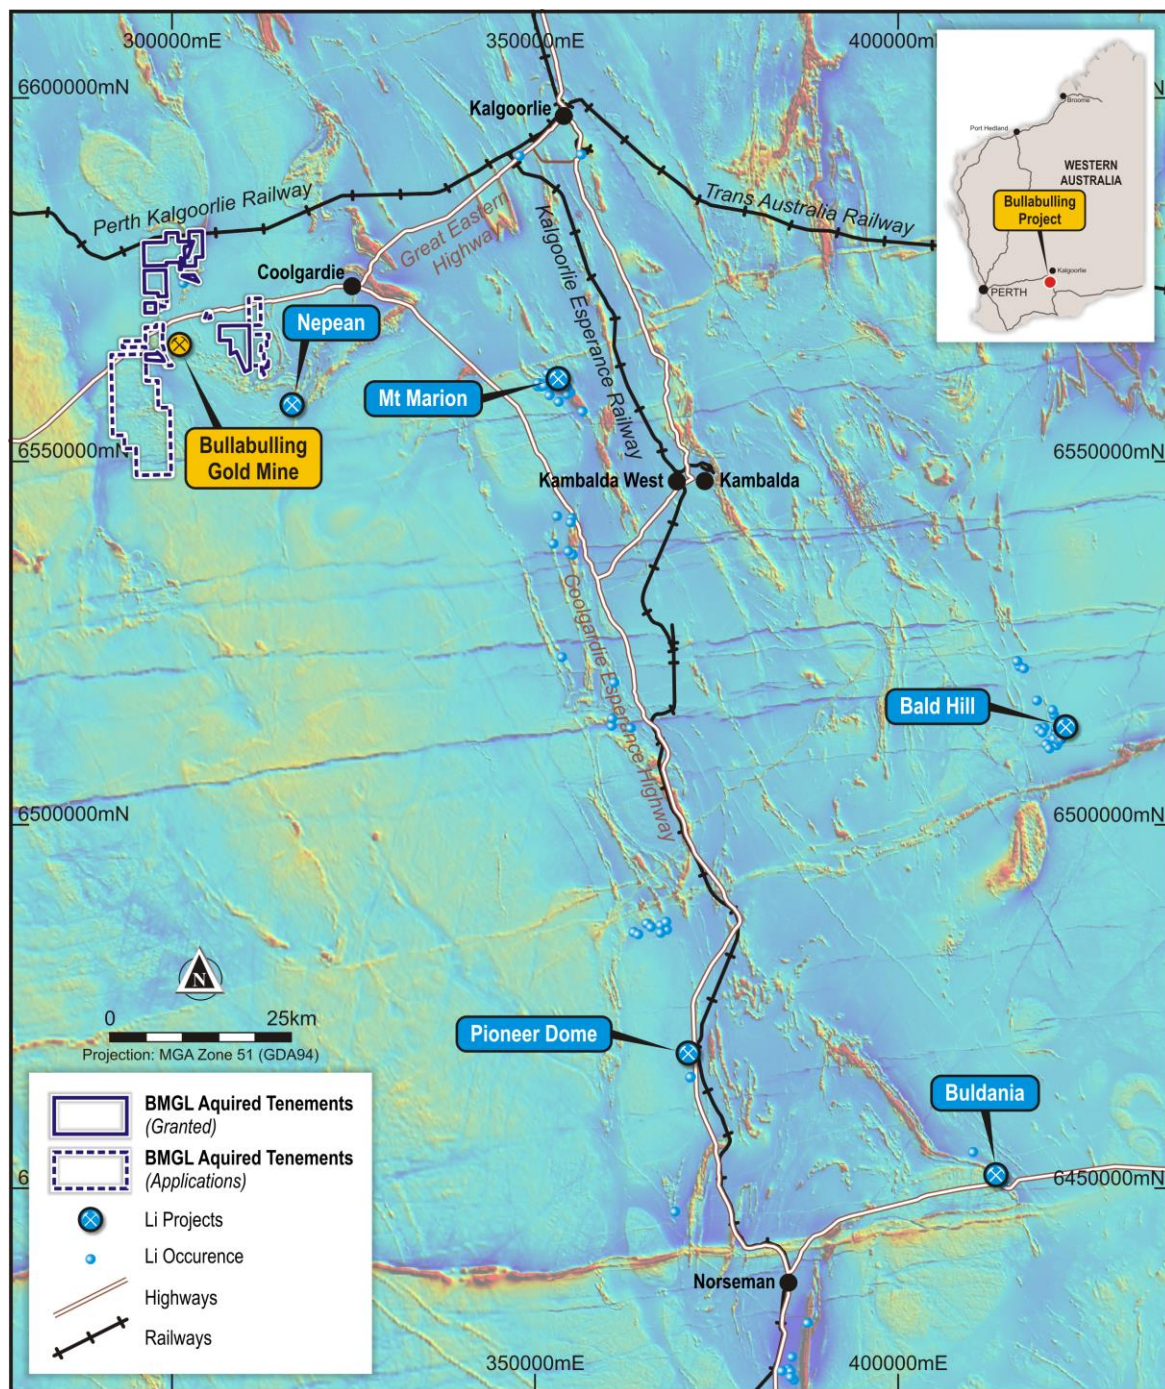 300000mE
350000mE
400000mE
6600000mN
Kalgoorlie
Broome
Port Hedland
WESTERN
AUSTRALIA
Bullabulling
Project
Kalgoorlie
PERTH
Perth Kalgoorlie Railway
Great Eastern
Highway
Kalgoorlie Esperance Railway
Trans Australia Railway
Coolgardie
Nepean
Mt Marion
Bullabulling
Gold Mine
6550000mN
6550000mN
Kambalda West
Kambalda
Coolgardie Esperance Highway
Bald Hill
6500000mN
6500000mN
N
0 25km
Projection: MGA Zone 51 (GDA94)
Pioneer Dome
Buldania
BMGL Aquired Tenements
(Granted)
BMGL Aquired Tenements
(Applications)
Li Projects
Li Occurence
Highways
Railways
6450000mN
Norseman
350000mE
400000mE